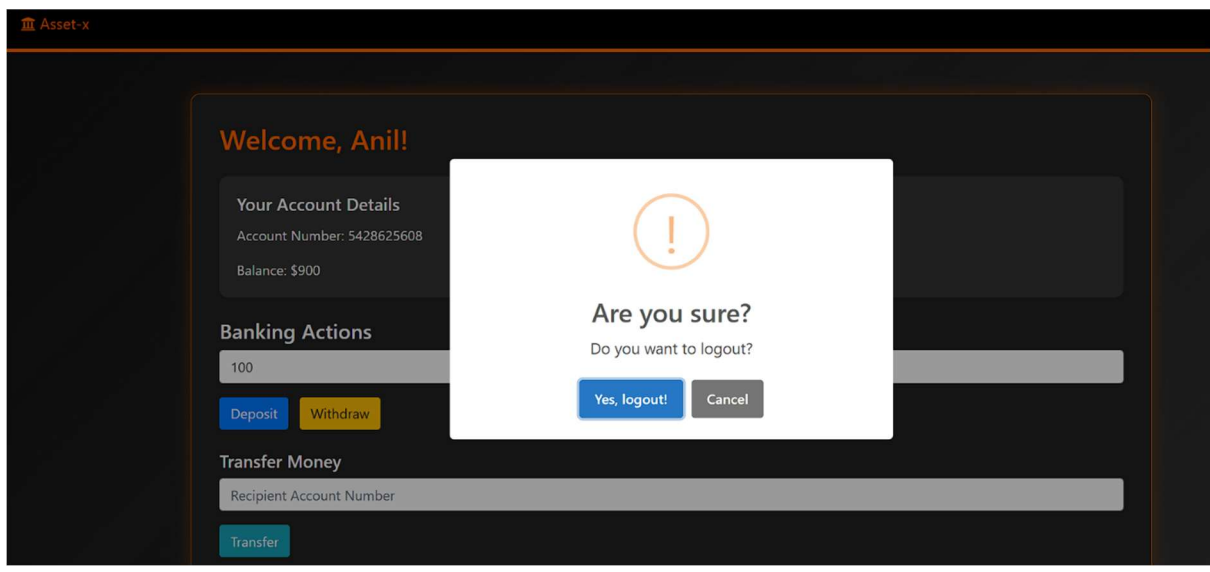 Asset-x
Welcome, Anil!
Your Account Details
Account Number: 5428625608
Balance: $900
!
Are you sure?
Do you want to logout?
Yes, logout!
Cancel
Banking Actions
100
Deposit
Withdraw
Transfer Money
Recipient Account Number
Transfer